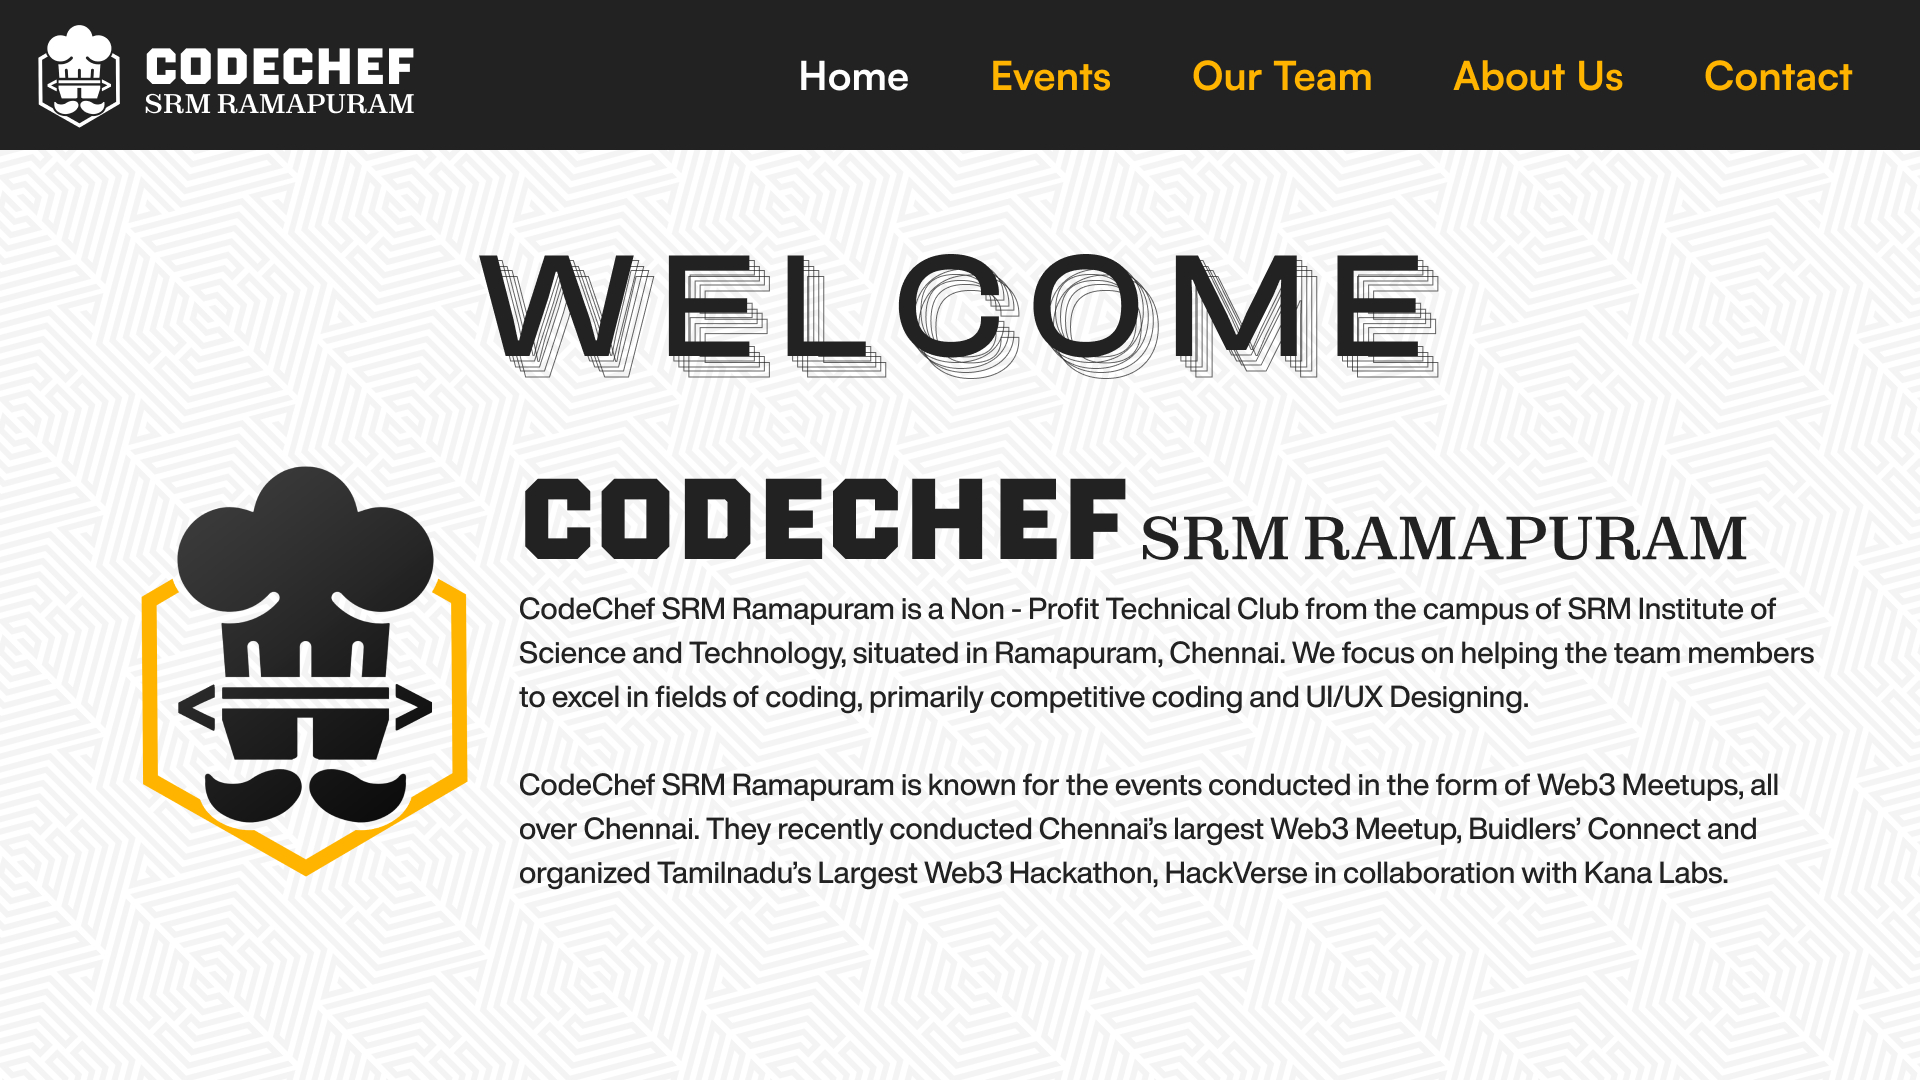 CODECHEF
SRM RAMAPURAM
Home Events Our Team About Us Contact
WELCOME
CODECHEF SRM RAMAPURAM
CodeChef SRM Ramapuram is a Non - Profit Technical Club from the campus of SRM Institute of
Science and Technology, situated in Ramapuram, Chennai. We focus on helping the team members
to excel in fields of coding, primarily competitive coding and UI/UX Designing.
CodeChef SRM Ramapuram is known for the events conducted in the form of Web3 Meetups, all
over Chennai. They recently conducted Chennai’s largest Web3 Meetup, Buidlers’ Connect and
organized Tamilnadu’s Largest Web3 Hackathon, HackVerse in collaboration with Kana Labs.